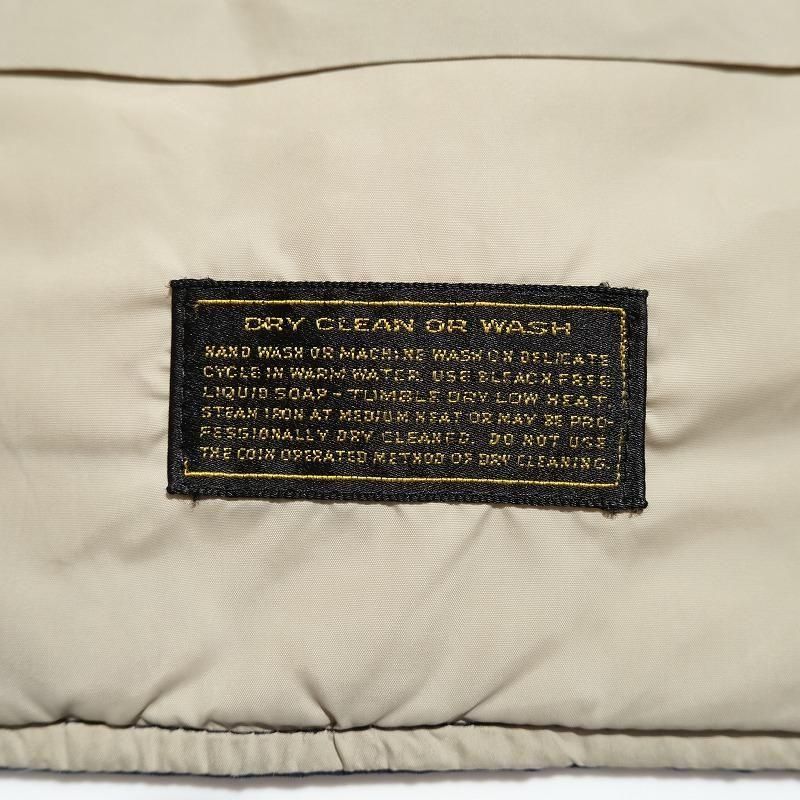 DRY CLEAN OR WASH
HAND WASH OR MACHINE WASH ON DELICATE
CYCLE IN WARM WATER. USE BLEACH FREE
LIQUID SOAP - TUMBLE DRY LOW HEAT.
STEAM IRON AT MEDIUM HEAT OR MAY BE PRO-
FESSIONALLY DRY CLEANED. DO NOT USE
THE COIN OPERATED METHOD OF DRY CLEANING.